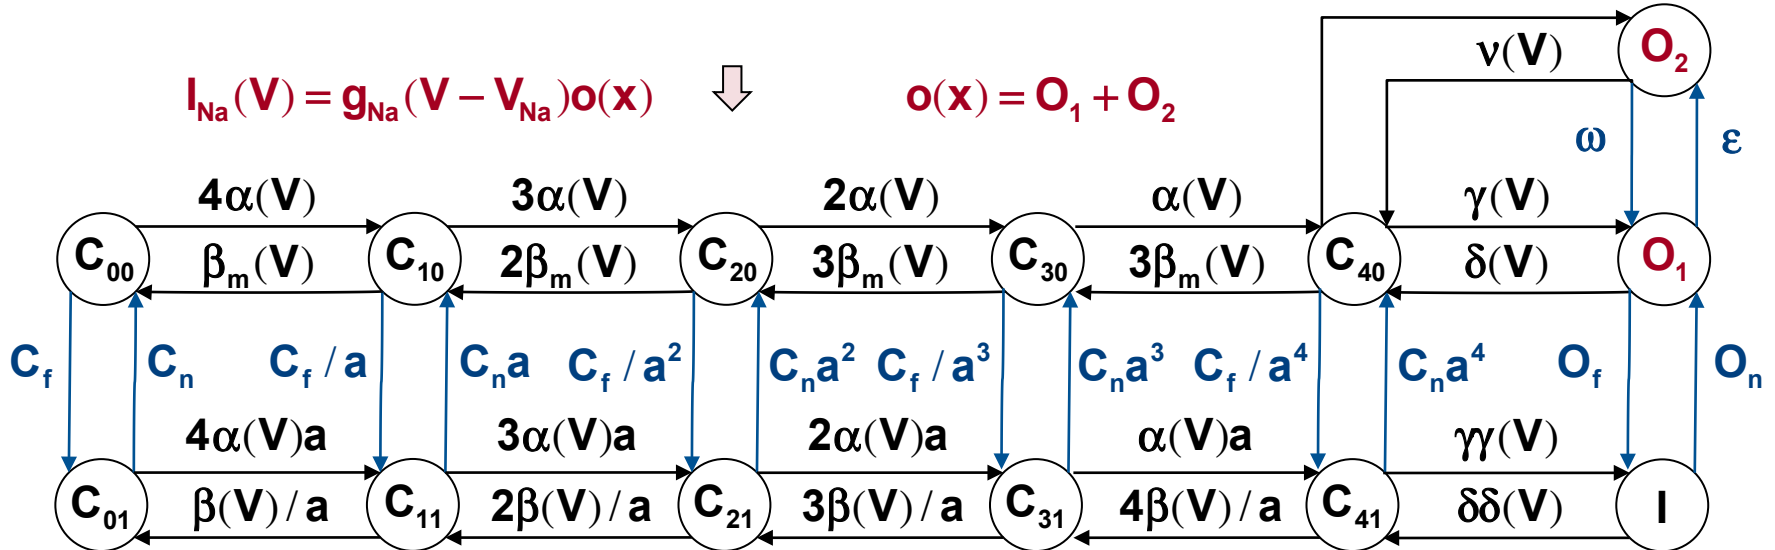 O₂
ν(V)
I_Na(V) = g_Na(V − V_Na)o(x)
o(x) = O₁ + O₂
ω ε
4α(V) 3α(V) 2α(V) α(V) γ(V)
C₀₀ C₁₀ C₂₀ C₃₀ C₄₀ O₁
β_m(V) 2β_m(V) 3β_m(V) 3β_m(V) δ(V)
C_f C_n C_f / a C_n a C_f / a² C_n a² C_f / a³ C_n a³ C_f / a⁴ C_n a⁴ O_f O_n
4α(V)a 3α(V)a 2α(V)a α(V)a γγ(V)
C₀₁ C₁₁ C₂₁ C₃₁ C₄₁ I
β(V) / a 2β(V) / a 3β(V) / a 4β(V) / a δδ(V)